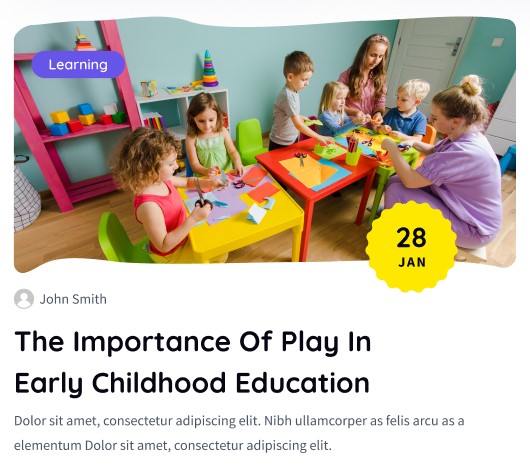 Learning
28
JAN
John Smith
The Importance Of Play In
Early Childhood Education
Dolor sit amet, consectetur adipiscing elit. Nibh ullamcorper as felis arcu as a
elementum Dolor sit amet, consectetur adipiscing elit.